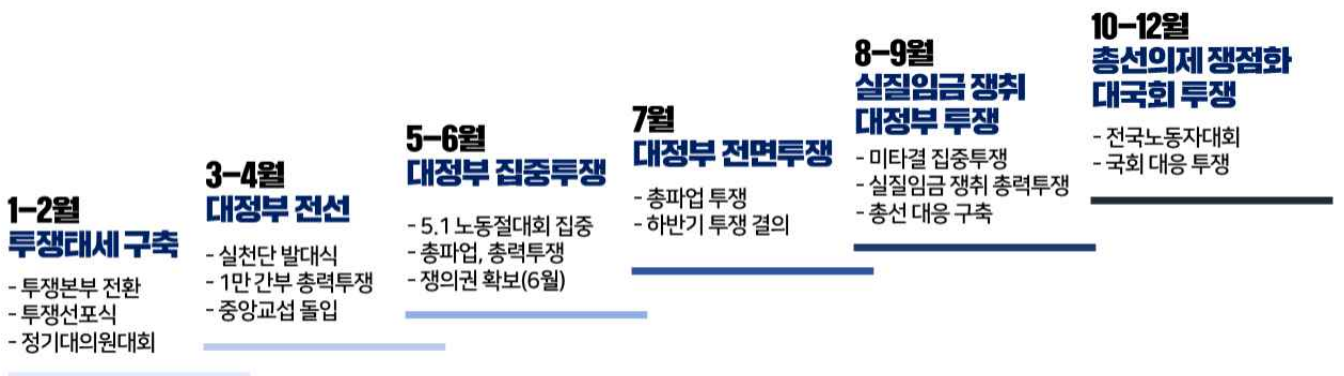 1-2월
투쟁태세 구축
- 투쟁본부 전환
- 투쟁선포식
- 정기대의원대회
3-4월
대정부 전선
- 실천단 발대식
- 1만 간부 총력투쟁
- 중앙교섭 돌입
5-6월
대정부 집중투쟁
- 5.1 노동절대회 집중
- 총파업, 총력투쟁
- 쟁의권 확보(6월)
7월
대정부 전면투쟁
- 총파업 투쟁
- 하반기 투쟁 결의
8-9월
실질임금 쟁취
대정부 투쟁
- 미타결 집중투쟁
- 실질임금 쟁취 총력투쟁
- 총선 대응 구축
10-12월
총선의제 쟁점화
대국회 투쟁
- 전국노동자대회
- 국회 대응 투쟁